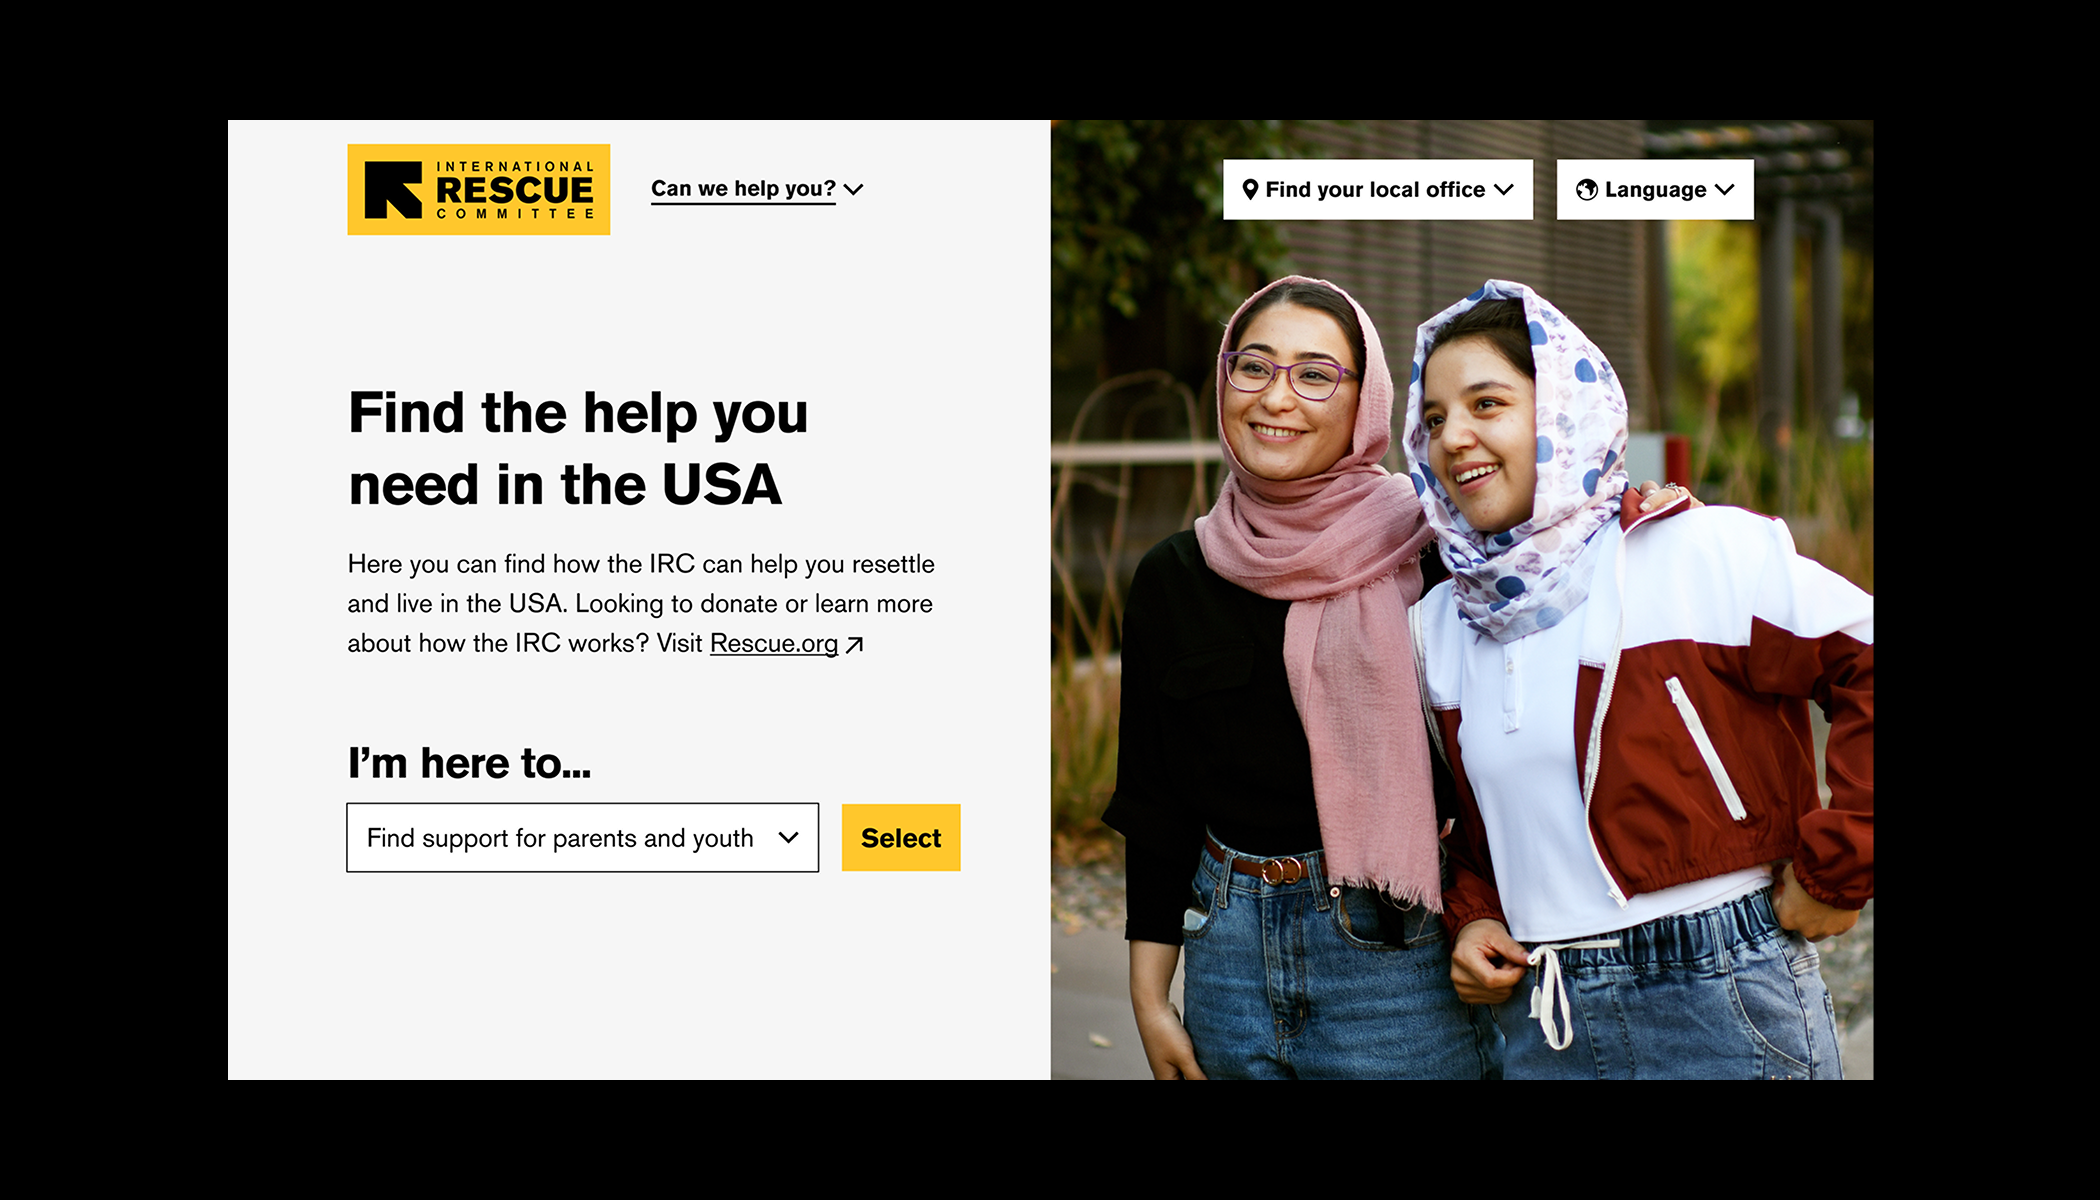 INTERNATIONAL
RESCUE
COMMITTEE
Can we help you?
Find your local office
Language
Find the help you
need in the USA
Here you can find how the IRC can help you resettle
and live in the USA. Looking to donate or learn more
about how the IRC works? Visit Rescue.org
I’m here to...
Find support for parents and youth
Select